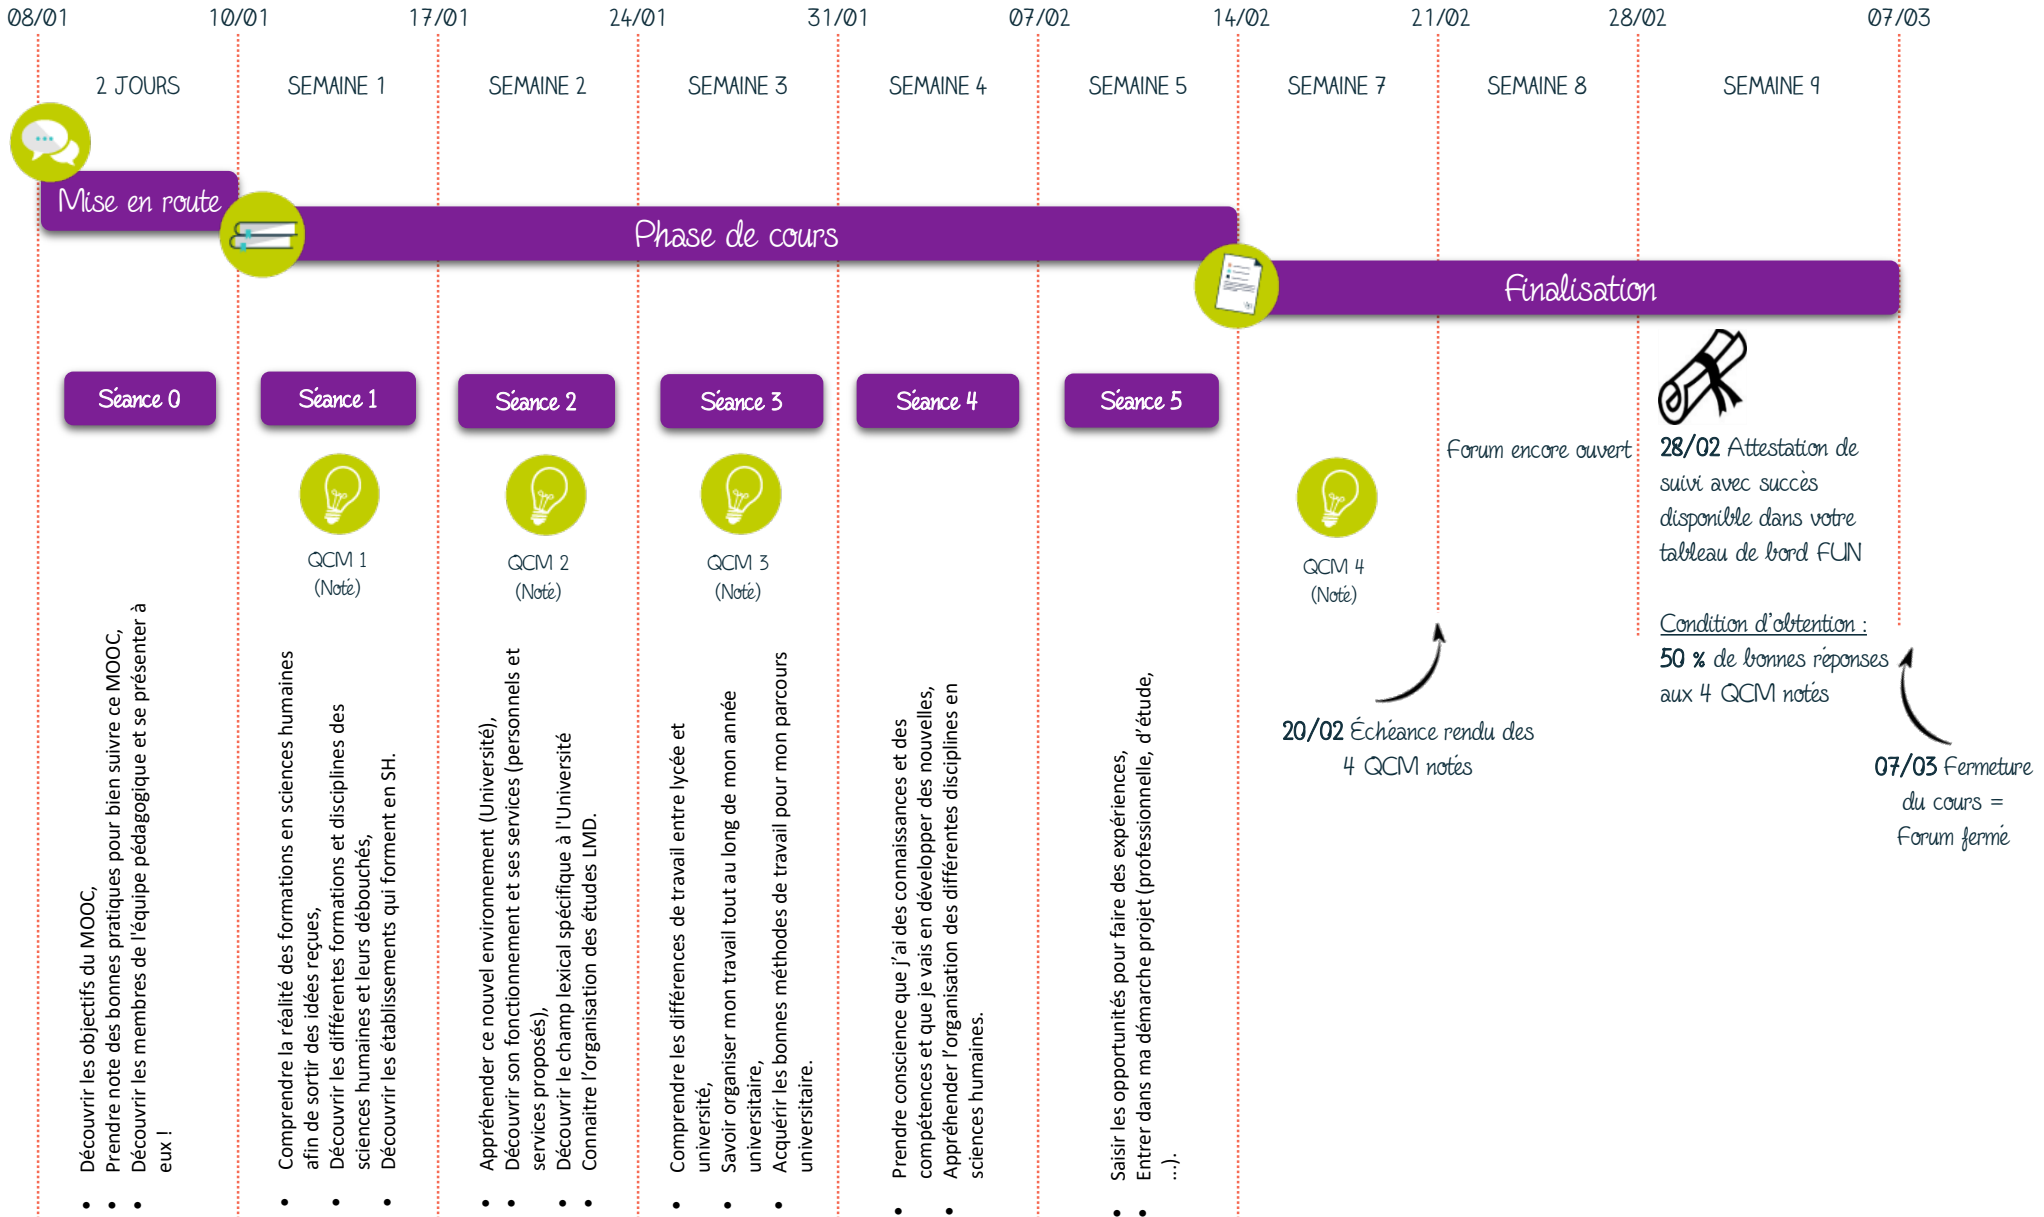 08/01
10/01
17/01
24/01
31/01
07/02
14/02
21/02
28/02
07/03
2 JOURS
SEMAINE 1
SEMAINE 2
SEMAINE 3
SEMAINE 4
SEMAINE 5
SEMAINE 7
SEMAINE 8
SEMAINE 9
Mise en route
Phase de cours
Finalisation
Séance 0
Séance 1
Séance 2
Séance 3
Séance 4
Séance 5
QCM 1
(Noté)
QCM 2
(Noté)
QCM 3
(Noté)
QCM 4
(Noté)
Forum encore ouvert
28/02 Attestation de
suivi avec succès
disponible dans votre
tableau de bord FUN
Condition d'obtention :
50 % de bonnes réponses
aux 4 QCM notés
20/02 Échéance rendu des
4 QCM notés
07/03 Fermeture
du cours =
Forum fermé
• Découvrir les objectifs du MOOC,
• Prendre note des bonnes pratiques pour bien suivre ce MOOC,
• Découvrir les membres de l'équipe pédagogique et se présenter à
eux !
• Comprendre la réalité des formations en sciences humaines
afin de sortir des idées reçues,
• Découvrir les différentes formations et disciplines des
sciences humaines et leurs débouchés,
• Découvrir les établissements qui forment en SH.
• Appréhender ce nouvel environnement (Université),
• Découvrir son fonctionnement et ses services (personnels et
services proposés),
• Découvrir le champ lexical spécifique à l'Université
• Connaitre l'organisation des études LMD.
• Comprendre les différences de travail entre lycée et
université,
• Savoir organiser mon travail tout au long de mon année
universitaire,
• Acquérir les bonnes méthodes de travail pour mon parcours
universitaire.
• Prendre conscience que j'ai des connaissances et des
compétences et que je vais en développer des nouvelles,
• Appréhender l'organisation des différentes disciplines en
sciences humaines.
• Saisir les opportunités pour faire des expériences,
• Entrer dans ma démarche projet (professionnelle, d'étude,
...).